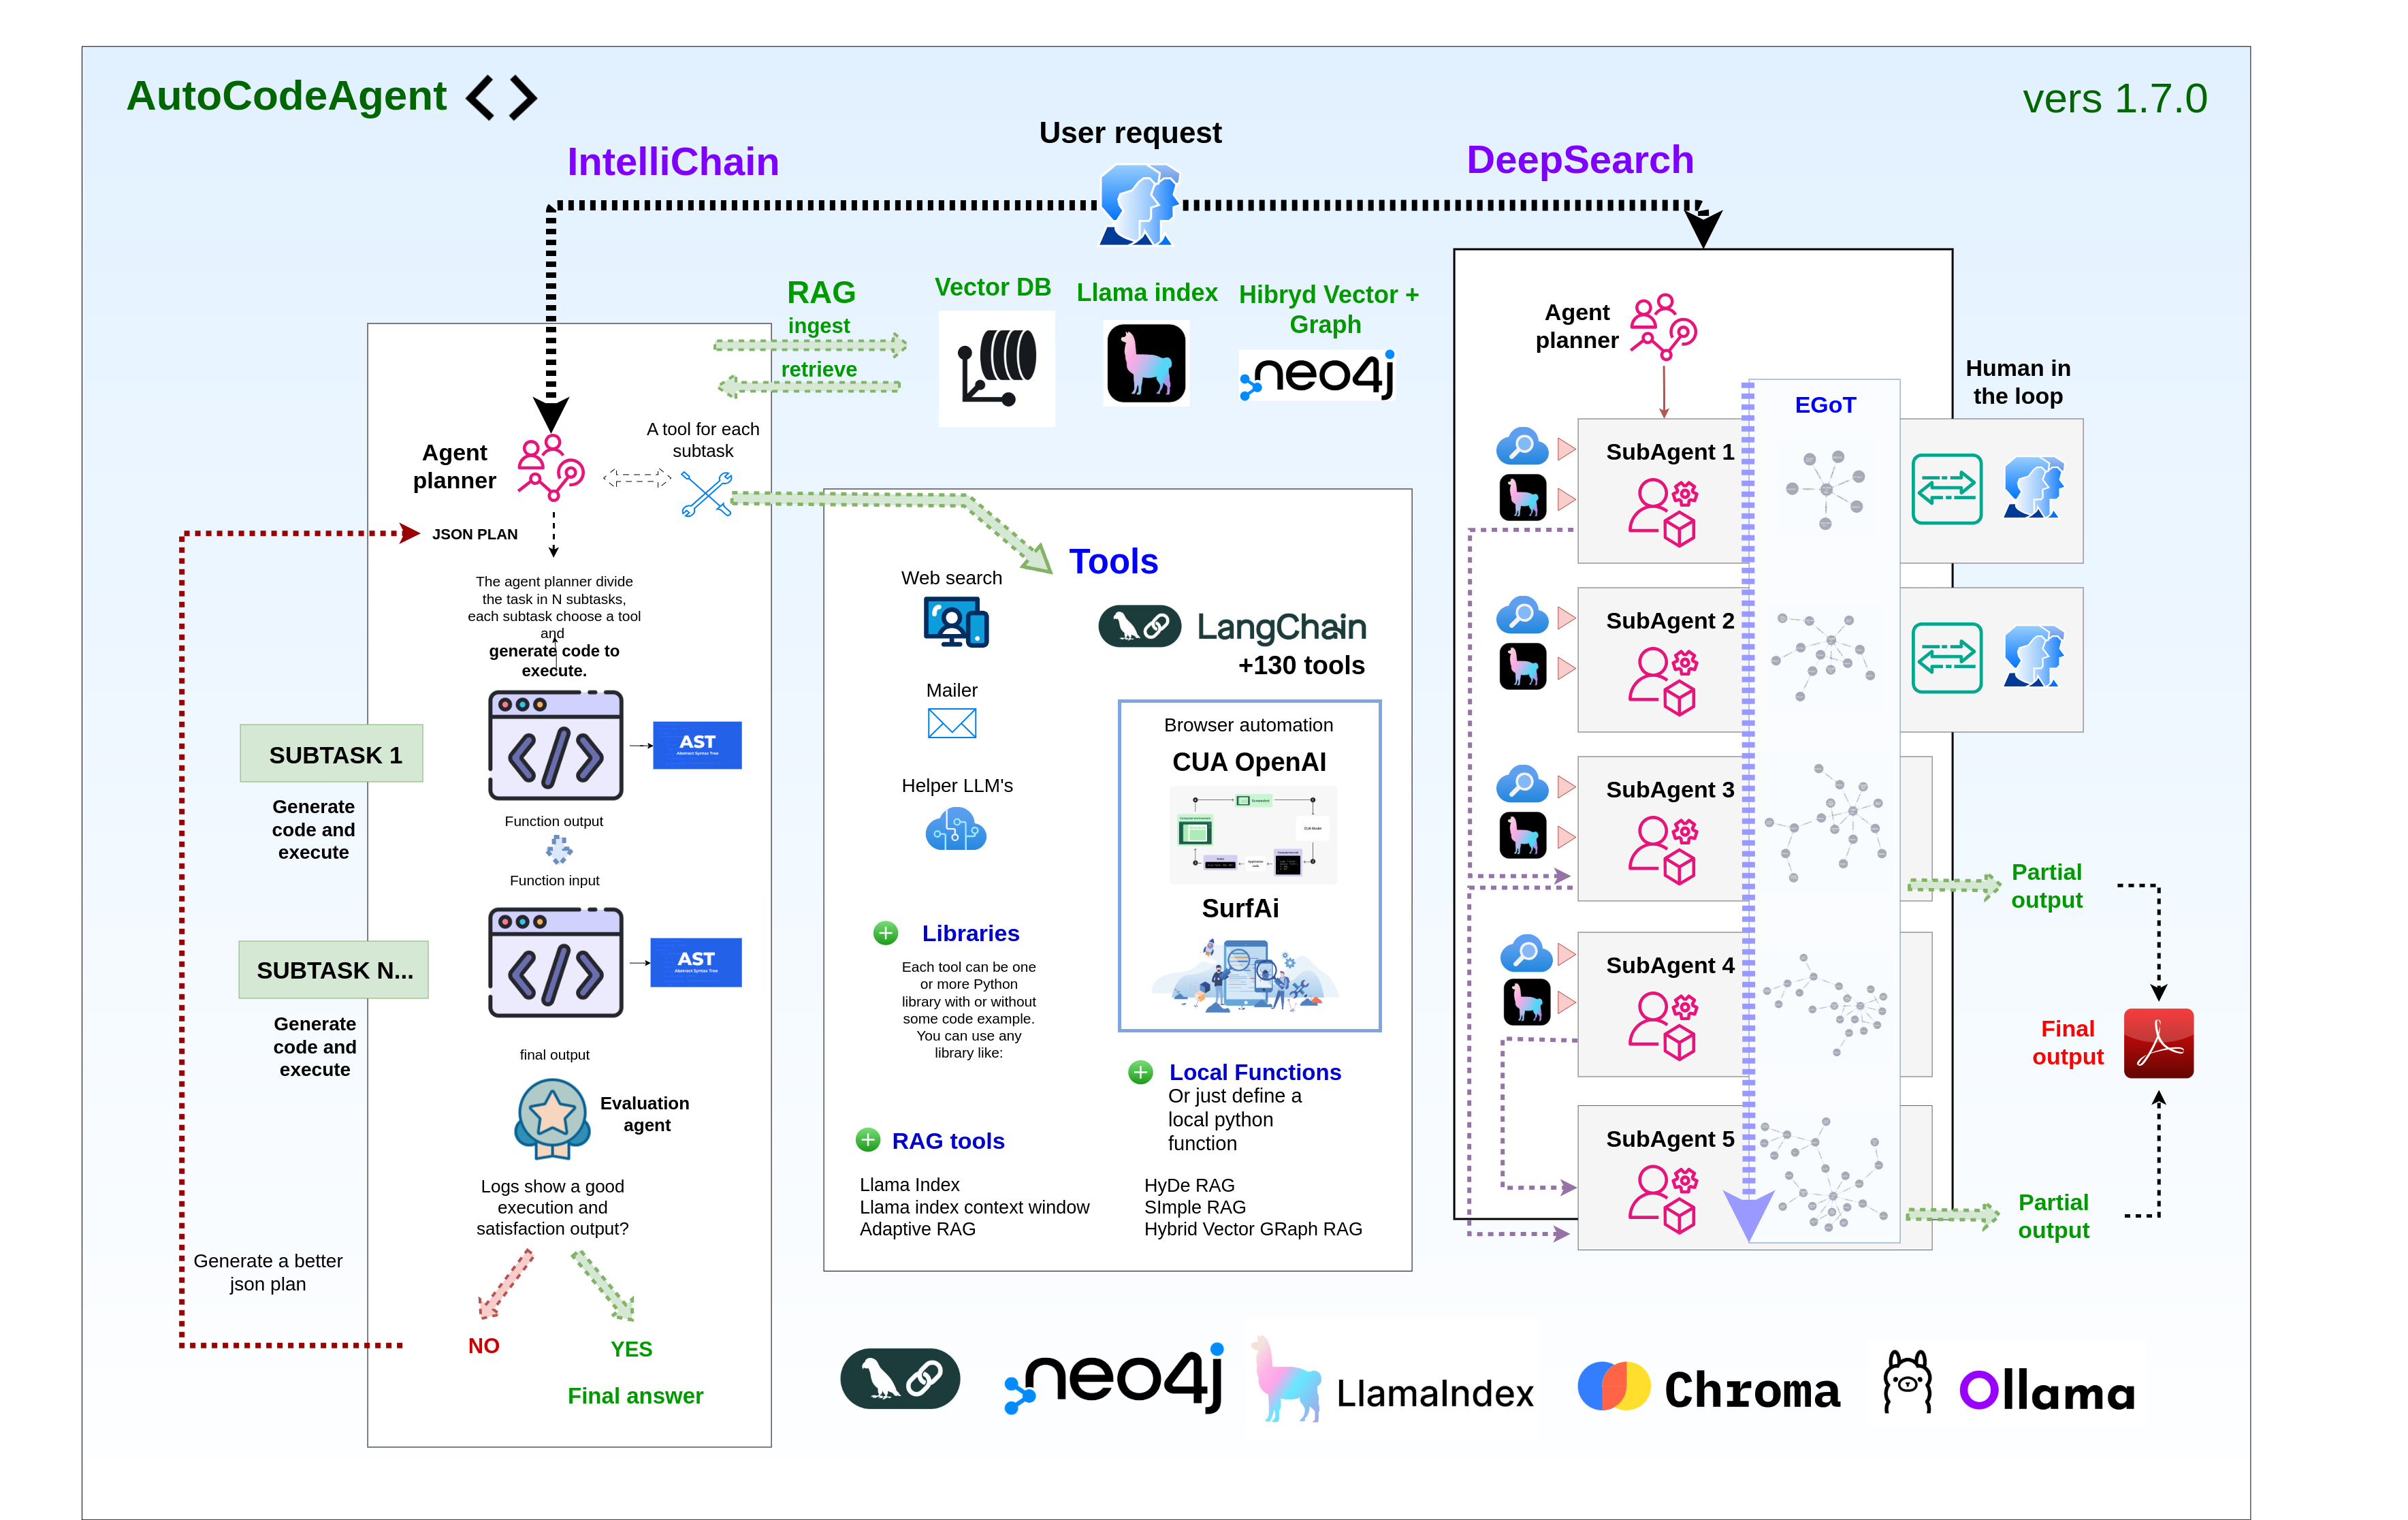 AutoCodeAgent
vers 1.7.0
User request
IntelliChain
DeepSearch
RAG
ingest
retrieve
Vector DB
Llama index
Hibryd Vector +
Graph
neo4j
A tool for each
subtask
Agent
planner
JSON PLAN
The agent planner divide
the task in N subtasks,
each subtask choose a tool
and
generate code to
execute.
SUBTASK 1
Generate
code and
execute
AST
Abstract Syntax Tree
Function output
Function input
SUBTASK N...
Generate
code and
execute
AST
Abstract Syntax Tree
final output
Evaluation
agent
Logs show a good
execution and
satisfaction output?
Generate a better
json plan
NO
YES
Final answer
Tools
Web search
LangChain
+130 tools
Mailer
Helper LLM's
Browser automation
CUA OpenAI
SurfAi
Libraries
Each tool can be one
or more Python
library with or without
some code example.
You can use any
library like:
Local Functions
Or just define a
local python
function
RAG tools
Llama Index
Llama index context window
Adaptive RAG
HyDe RAG
SImple RAG
Hybrid Vector GRaph RAG
Agent
planner
Human in
the loop
EGoT
SubAgent 1
SubAgent 2
SubAgent 3
SubAgent 4
SubAgent 5
Partial
output
Final
output
Partial
output
neo4j
LlamaIndex
Chroma
Ollama